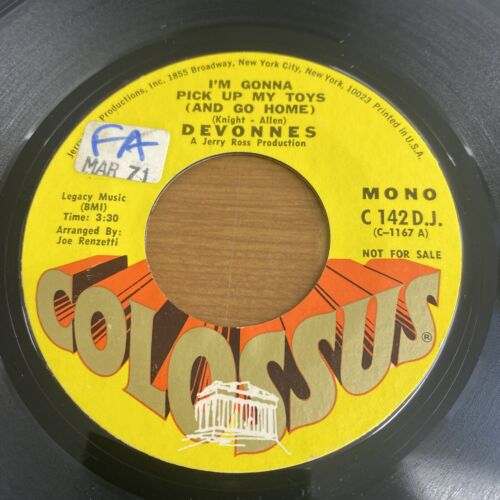 Jerry Ross Productions, Inc. 1855 Broadway, New York City, New York, 10023 Printed in U.S.A.
I'M GONNA
PICK UP MY TOYS
(AND GO HOME)
(Knight - Allen)
DEVONNES
A Jerry Ross Production
FA
MAR 71
Legacy Music
(BMI)
Time: 3:30
Arranged By:
Joe Renzetti
MONO
C 142 D.J.
(C-1167 A)
NOT FOR SALE
COLOSSUS®